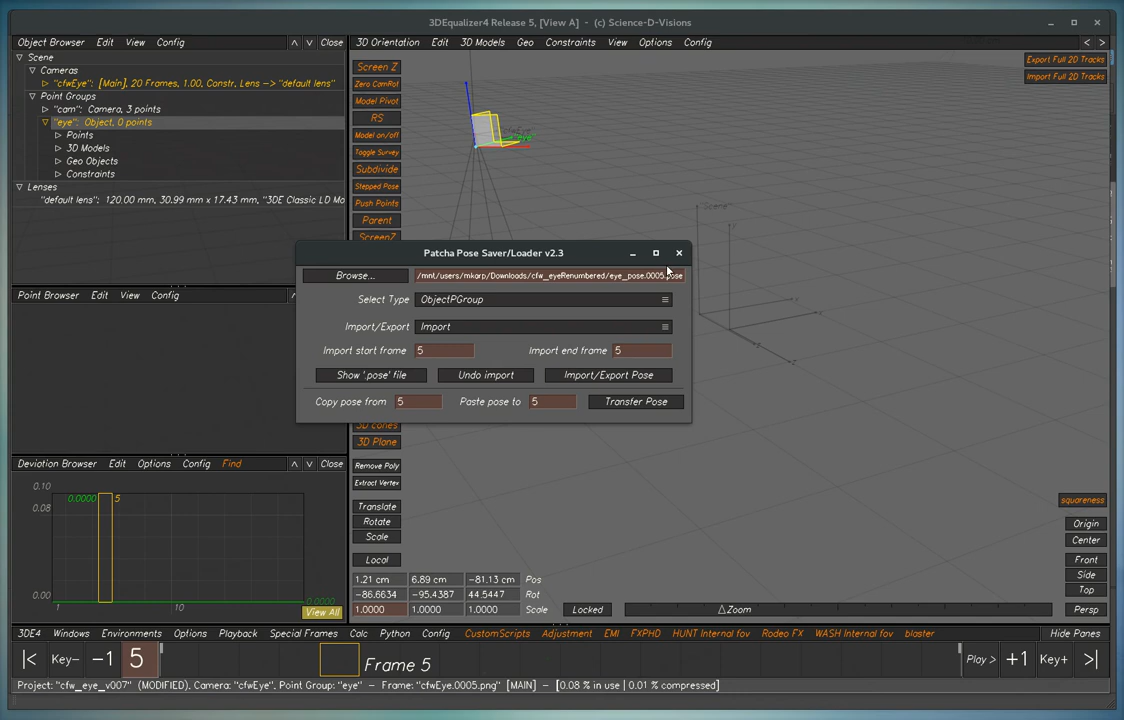 3DEqualizer4 Release 5, [View A] - (c) Science-D-Visions
Object Browser Edit View Config Close
Scene
Cameras
"cfwEye": [Main], 20 Frames, 1.00, Constr, Lens -> "default lens"
Point Groups
"cam": Camera, 3 points
"eye": Object, 0 points
Points
3D Models
Geo Objects
Constraints
Lenses
"default lens": 120.00 mm, 30.99 mm x 17.43 mm, "3DE Classic LD Mo
Point Browser Edit View Config
Deviation Browser Edit Options Config Find Close
0.10
0.08
0.0000 5
0.00
1 10
0.0000
View All
3D Orientation Edit 3D Models Geo Constraints View Options Config
Export Full 2D Tracks
Import Full 2D Tracks
Screen Z
Zero CamRot
Model Pivot
RS
Model on/off
Toggle Survey
Subdivide
Stepped Pose
Push Points
Parent
ScreenZ
Patcha Pose Saver/Loader v2.3
Browse... /mnt/users/mkarp/Downloads/cfw_eyeRenumbered/eye_pose.0005.pose
Select Type ObjectPGroup
Import/Export Import
Import start frame 5 Import end frame 5
Show '.pose' file Undo import Import/Export Pose
Copy pose from 5 Paste pose to 5 Transfer Pose
3D Cones
3D Plane
Remove Poly
Extract Vertex
Translate
Rotate
Scale
Local
squareness
Origin
Center
Front
Side
Top
Persp
1.21 cm 6.89 cm -81.13 cm Pos
-86.6634 -95.4387 44.5447 Rot
1.0000 1.0000 1.0000 Scale Locked Zoom
3DE4 Windows Environments Options Playback Special Frames Calc Python Config CustomScripts Adjustment EMI FXPHD HUNT Internal fov Rodeo FX WASH Internal fov blaster Hide Panes
|< Key- -1 5 Frame 5 Play > +1 Key+ >|
Project: "cfw_eye_v007" (MODIFIED), Camera: "cfwEye", Point Group: "eye" - Frame: "cfwEye.0005.png" [MAIN] - [0.08 % in use | 0.01 % compressed]